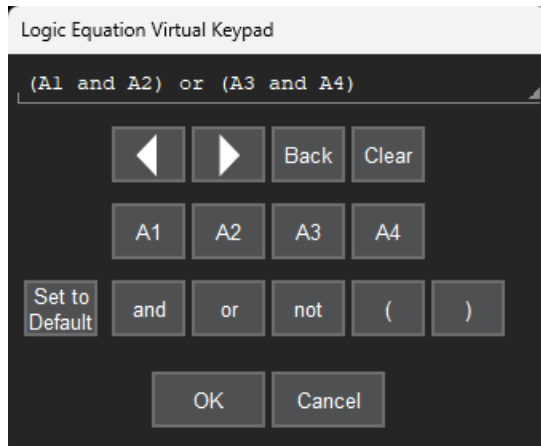 Logic Equation Virtual Keypad
(A1 and A2) or (A3 and A4)
Back Clear
A1 A2 A3 A4
Set to
Default and or not ( )
OK Cancel